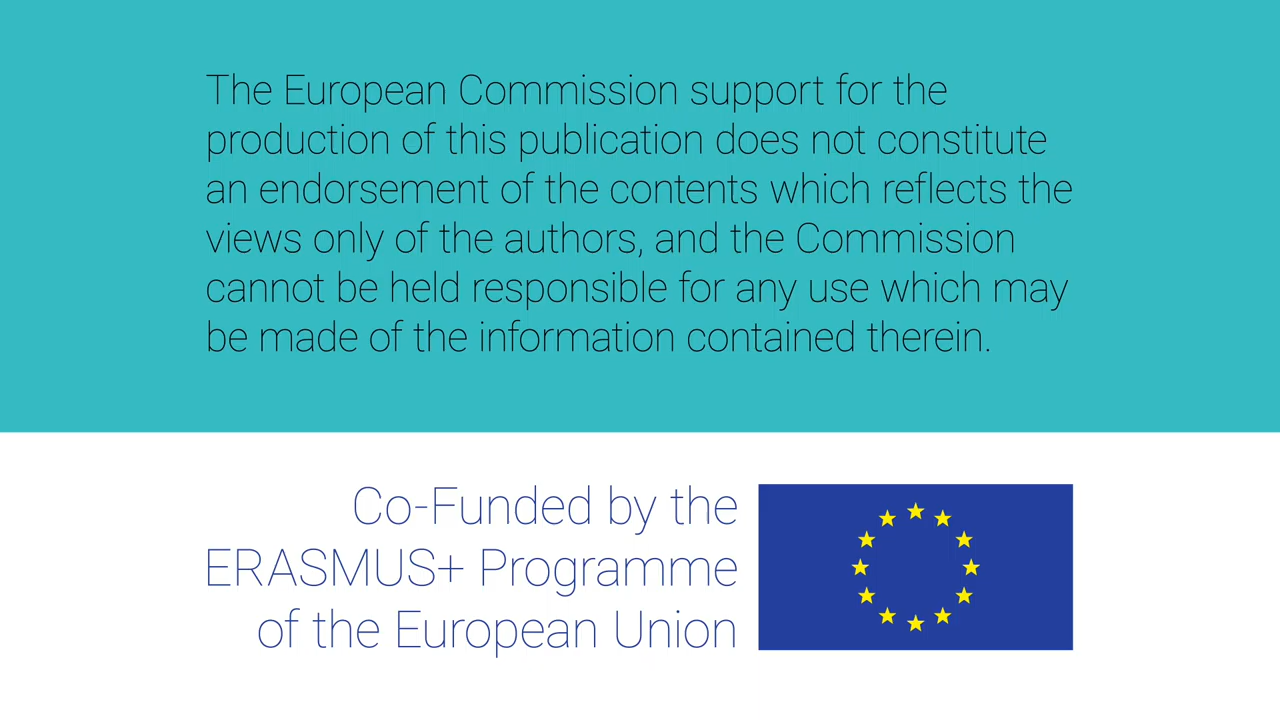 The European Commission support for the
production of this publication does not constitute
an endorsement of the contents which reflects the
views only of the authors, and the Commission
cannot be held responsible for any use which may
be made of the information contained therein.
Co-Funded by the
ERASMUS+ Programme
of the European Union